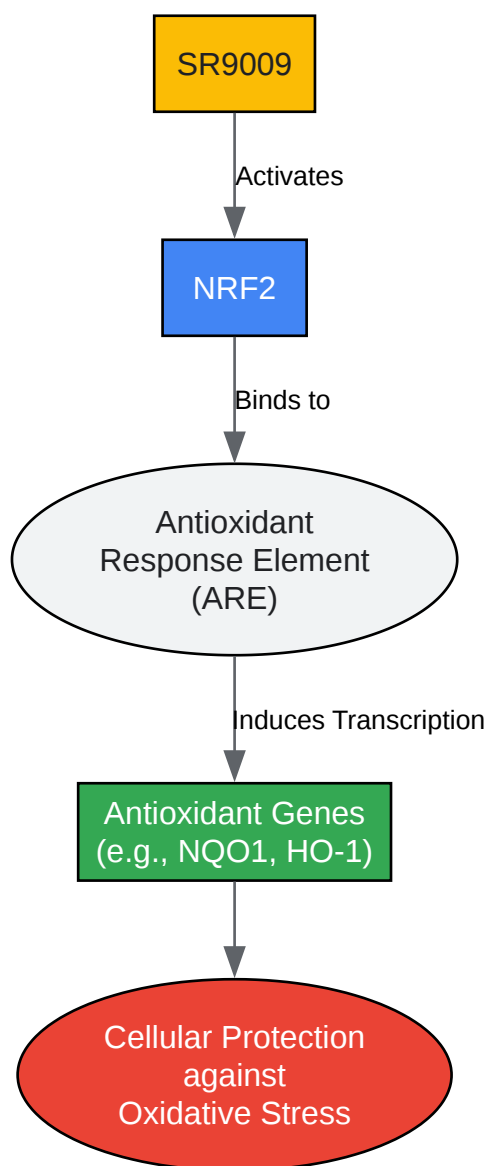 SR9009
Activates
NRF2
Binds to
Antioxidant
Response Element
(ARE)
Induces Transcription
Antioxidant Genes
(e.g., NQO1, HO-1)
Cellular Protection
against
Oxidative Stress